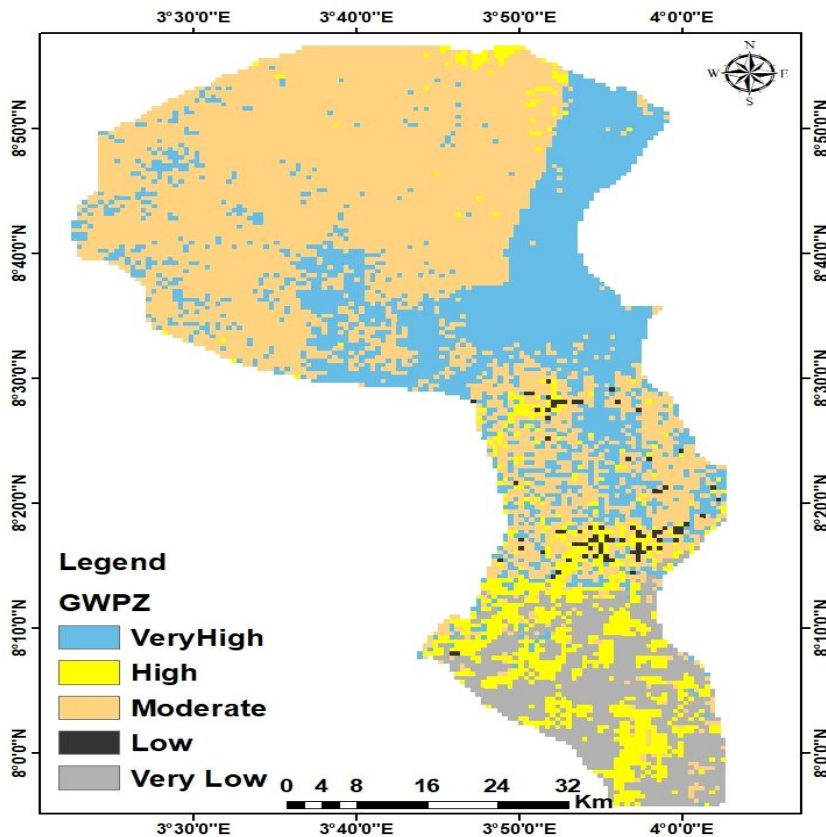 3°30'0"E 3°40'0"E 3°50'0"E 4°0'0"E
N
W E
S
8°50'0"N 8°50'0"N
8°40'0"N 8°40'0"N
8°30'0"N 8°30'0"N
8°20'0"N 8°20'0"N
8°10'0"N 8°10'0"N
8°0'0"N 8°0'0"N
Legend
GWPZ
VeryHigh
High
Moderate
Low
Very Low
0 4 8 16 24 32
Km
3°30'0"E 3°40'0"E 3°50'0"E 4°0'0"E